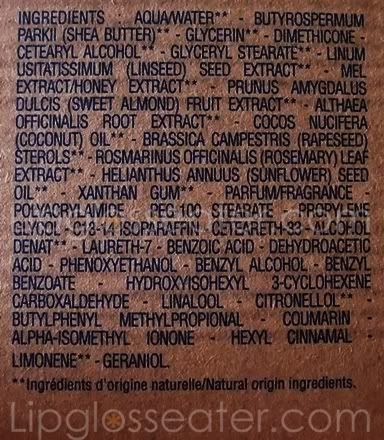 INGREDIENTS : AQUA/WATER** - BUTYROSPERMUM
PARKII (SHEA BUTTER)** - GLYCERIN** - DIMETHICONE -
CETEARYL ALCOHOL** - GLYCERYL STEARATE** - LINUM
USITATISSIMUM (LINSEED) SEED EXTRACT** - MEL
EXTRACT/HONEY EXTRACT** - PRUNUS AMYGDALUS
DULCIS (SWEET ALMOND) FRUIT EXTRACT** - ALTHAEA
OFFICINALIS ROOT EXTRACT** - COCOS NUCIFERA
(COCONUT) OIL** - BRASSICA CAMPESTRIS (RAPESEED)
STEROLS** - ROSMARINUS OFFICINALIS (ROSEMARY) LEAF
EXTRACT** - HELIANTHUS ANNUUS (SUNFLOWER) SEED
OIL** - XANTHAN GUM** - PARFUM/FRAGRANCE -
POLYACRYLAMIDE - PEG-100 STEARATE - PROPYLENE
GLYCOL - C13-14 ISOPARAFFIN - CETEARETH-33 - ALCOHOL
DENAT** - LAURETH-7 - BENZOIC ACID - DEHYDROACETIC
ACID - PHENOXYETHANOL - BENZYL ALCOHOL - BENZYL
BENZOATE - HYDROXYISOHEXYL 3-CYCLOHEXENE
CARBOXALDEHYDE - LINALOOL - CITRONELLOL** -
BUTYLPHENYL METHYLPROPIONAL - COUMARIN -
ALPHA-ISOMETHYL IONONE - HEXYL CINNAMAL -
LIMONENE** - GERANIOL.
**Ingrédients d'origine naturelle/Natural origin ingredients.
Lipglosseater.com